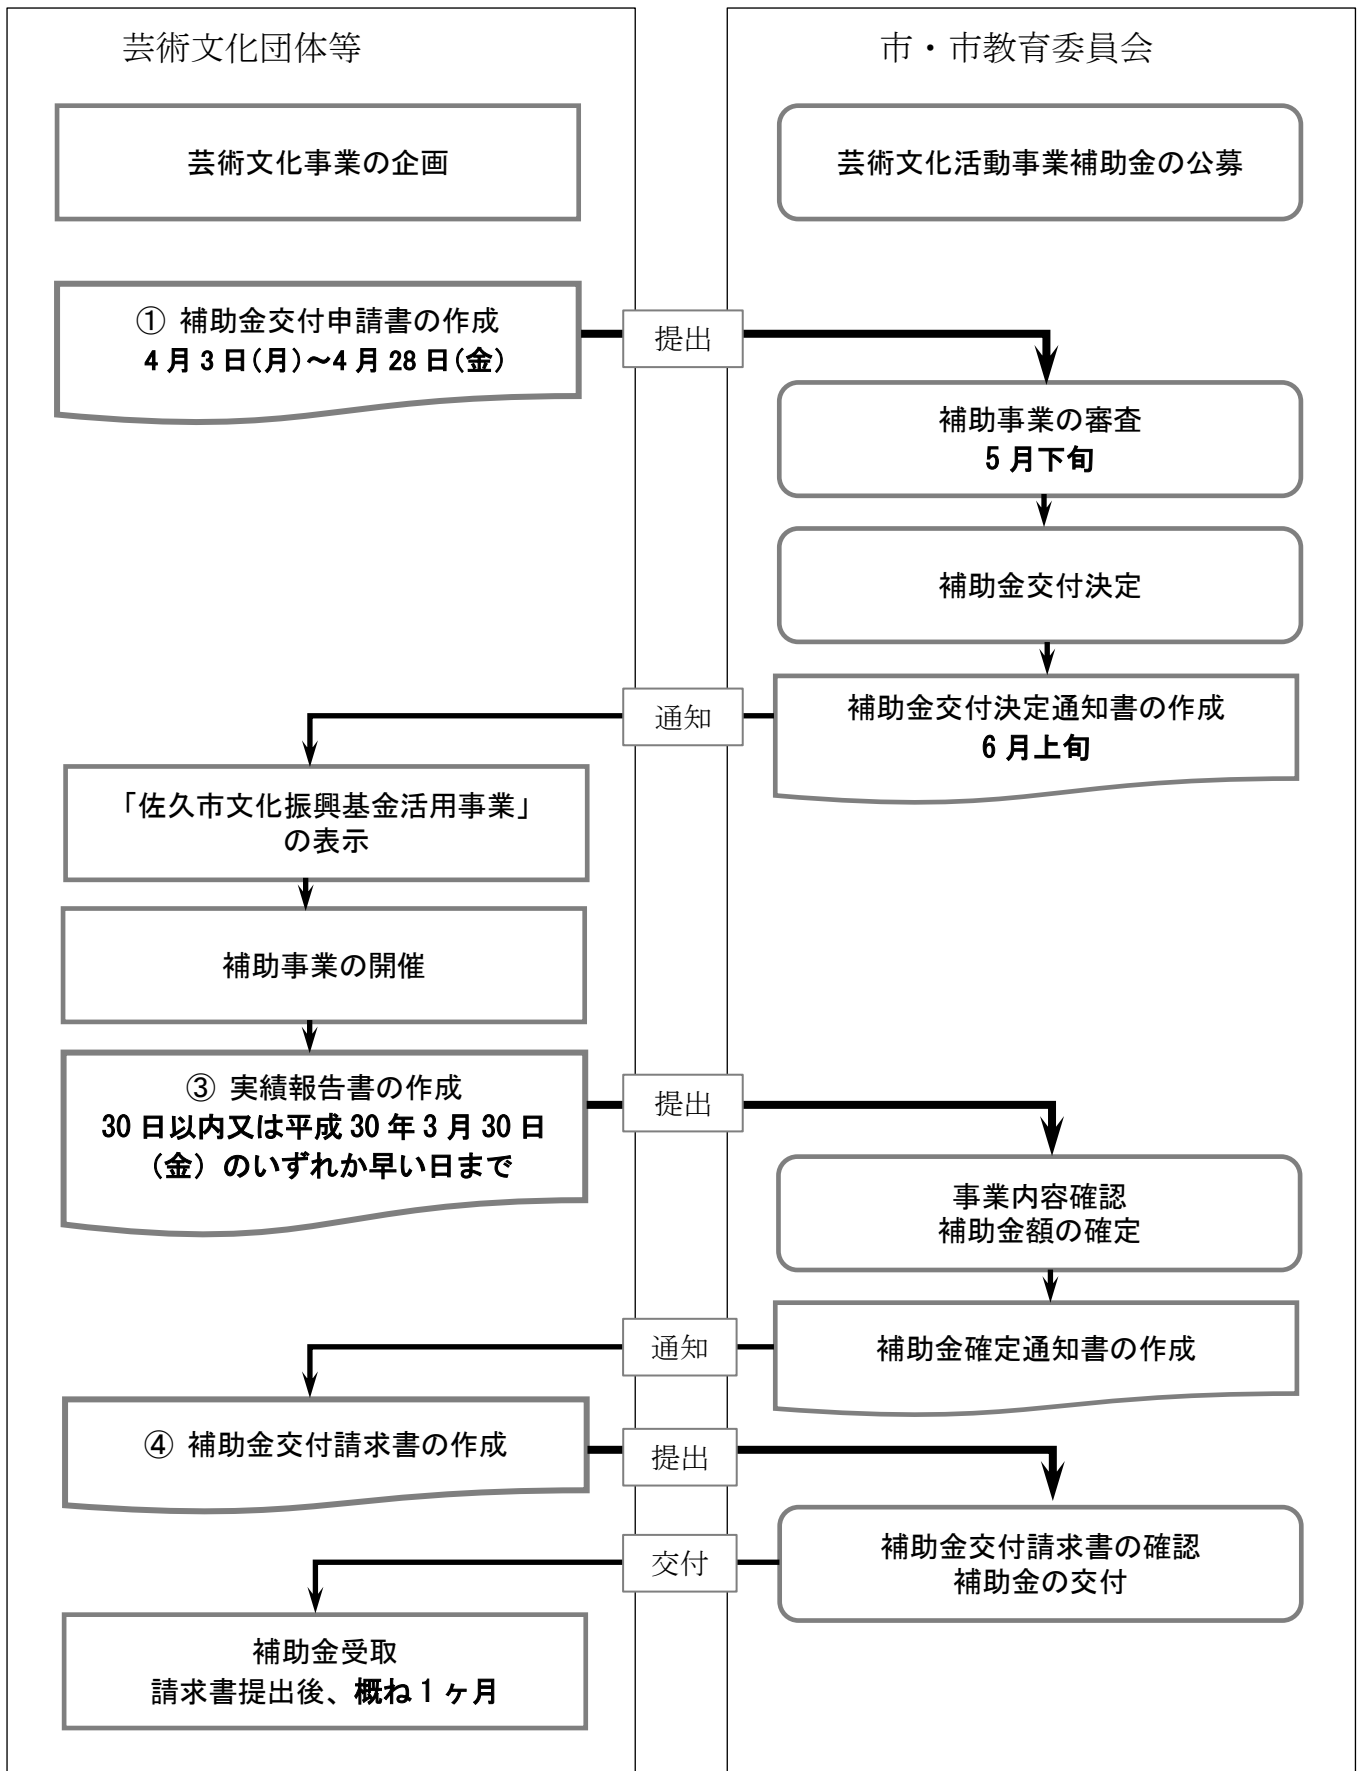 芸術文化団体等
市・市教育委員会
芸術文化事業の企画
芸術文化活動事業補助金の公募
① 補助金交付申請書の作成
4月3日(月)～4月28日(金)
提出
補助事業の審査
5月下旬
補助金交付決定
補助金交付決定通知書の作成
6月上旬
通知
「佐久市文化振興基金活用事業」
の表示
補助事業の開催
③ 実績報告書の作成
30日以内又は平成30年3月30日
（金）のいずれか早い日まで
提出
事業内容確認
補助金額の確定
補助金確定通知書の作成
通知
④ 補助金交付請求書の作成
提出
補助金交付請求書の確認
補助金の交付
交付
補助金受取
請求書提出後、概ね1ヶ月